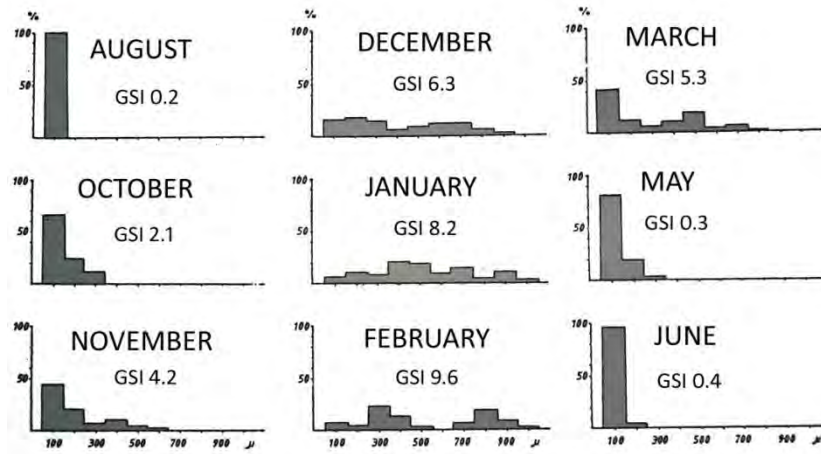 %
100
50
AUGUST
GSI 0.2
100
50
DECEMBER
GSI 6.3
%
100
50
MARCH
GSI 5.3
100
50
OCTOBER
GSI 2.1
100
50
JANUARY
GSI 8.2
100
50
MAY
GSI 0.3
100
50
NOVEMBER
GSI 4.2
100 300 500 700 900 μ
100
50
FEBRUARY
GSI 9.6
100 300 500 700 900 μ
100
50
JUNE
GSI 0.4
100 300 500 700 900 μ